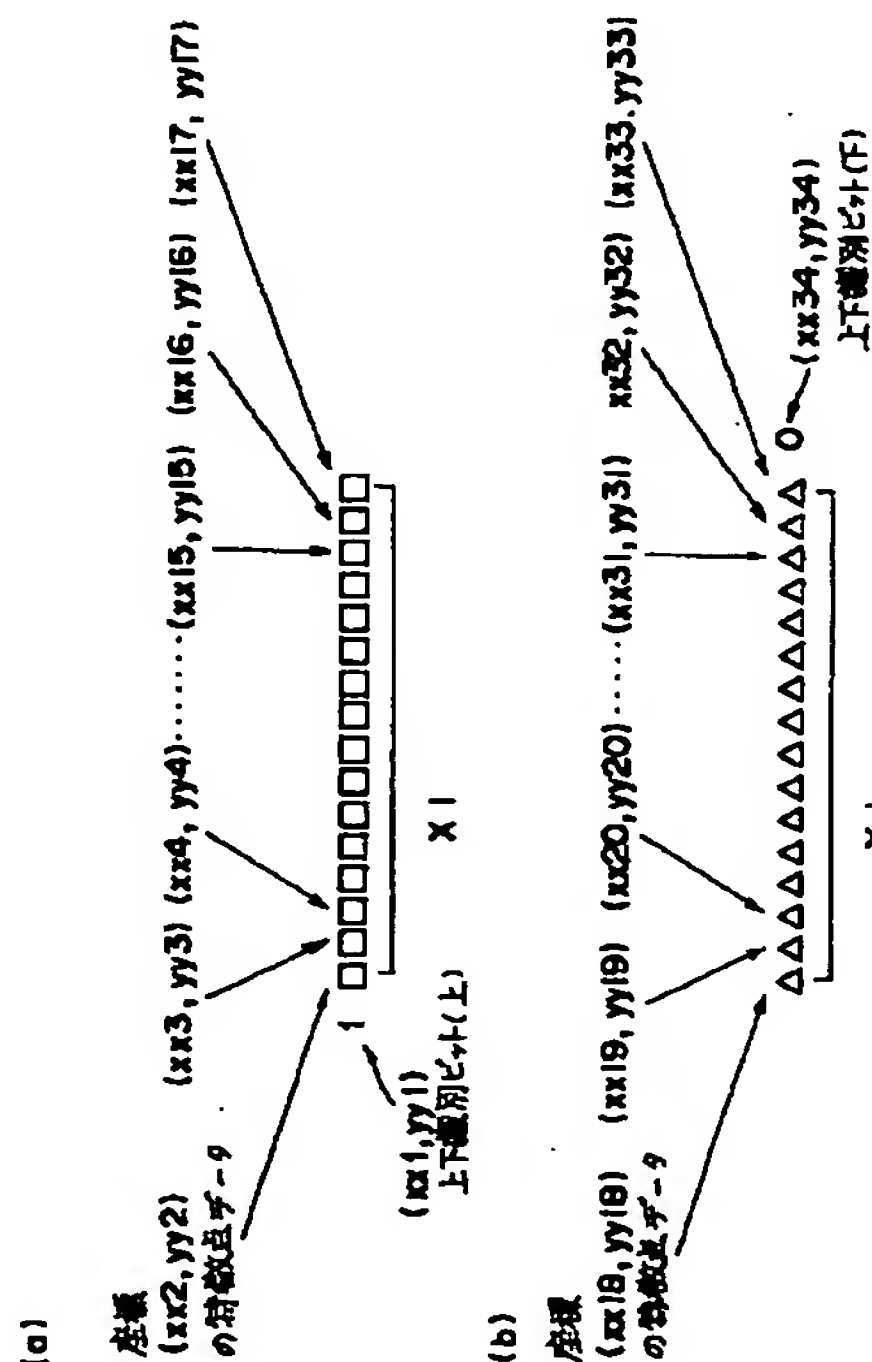 (a)
座標
(xx2, yy2)
の特徴点データ
(xx3, yy3) (xx4, yy4)·······(xx15, yy15) (xx16, yy16) (xx17, yy17)
1 □□□□□□□□□□□□□□□□
(xx1, yy1)
上下識別ビット(上)
X1
(b)
座標
(xx18, yy18)
の特徴点データ
(xx19, yy19) (xx20, yy20)······(xx31, yy31) xx32, yy32) (xx33. yy33)
△△△△△△△△△△△△△△△△ 0
(xx34, yy34)
上下識別ビット(下)